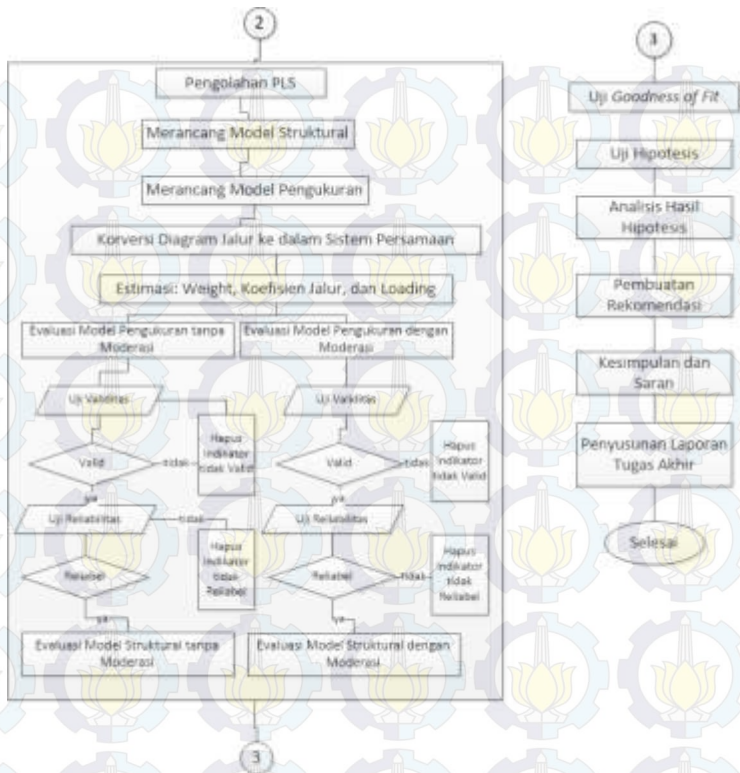 2
Pengolahan PLS
Merancang Model Struktural
Merancang Model Pengukuran
Konversi Diagram Jalur ke dalam Sistem Persamaan
Estimasi: Weight, Koefisien Jalur, dan Loading
Evaluasi Model Pengukuran tanpa
Moderasi
Evaluasi Model Pengukuran dengan
Moderasi
Uji Validitas
Uji Validitas
Valid
tidak
Hapus
Indikator
tidak Valid
Valid
tidak
Hapus
Indikator
tidak Valid
ya
ya
Uji Reliabilitas
tidak
Uji Reliabilitas
Reliabel
Hapus
Indikator
tidak
Reliabel
Reliabel
tidak
Hapus
Indikator
tidak
Reliabel
ya
ya
Evaluasi Model Struktural tanpa
Moderasi
Evaluasi Model Struktural dengan
Moderasi
3
3
Uji Goodness of Fit
Uji Hipotesis
Analisis Hasil
Hipotesis
Pembuatan
Rekomendasi
Kesimpulan dan
Saran
Penyusunan Laporan
Tugas Akhir
Selesai